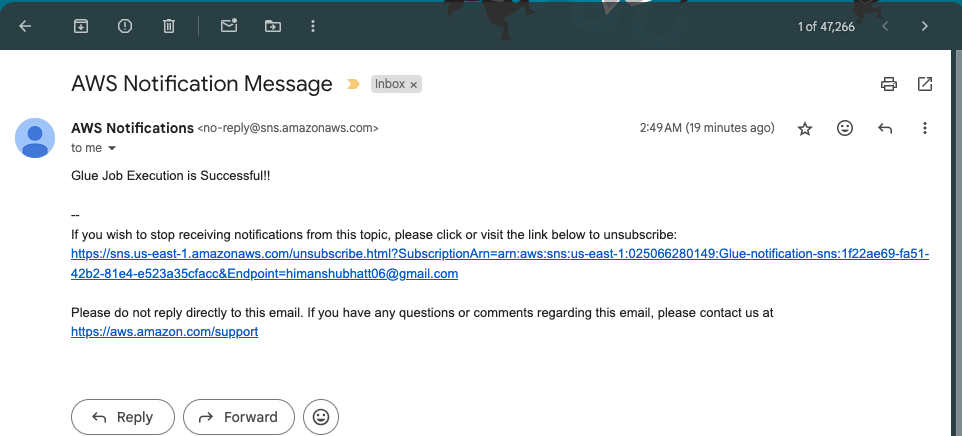 1 of 47,266
AWS Notification Message
Inbox ×
AWS Notifications <no-reply@sns.amazonaws.com>
2:49 AM (19 minutes ago)
to me
Glue Job Execution is Successful!!
--
If you wish to stop receiving notifications from this topic, please click or visit the link below to unsubscribe:
https://sns.us-east-1.amazonaws.com/unsubscribe.html?SubscriptionArn=arn:aws:sns:us-east-1:025066280149:Glue-notification-sns:1f22ae69-fa51-
42b2-81e4-e523a35cfacc&Endpoint=himanshubhatt06@gmail.com
Please do not reply directly to this email. If you have any questions or comments regarding this email, please contact us at
https://aws.amazon.com/support
Reply
Forward